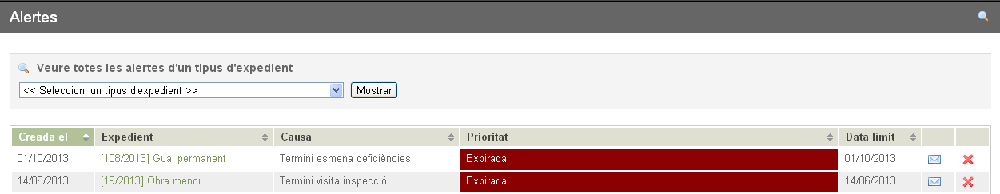 Alertes
Veure totes les alertes d'un tipus d'expedient
<< Seleccioni un tipus d'expedient >> Mostrar
Creada el Expedient Causa Prioritat Data límit
01/10/2013 [108/2013] Gual permanent Termini esmena deficiències Expirada 01/10/2013
14/06/2013 [19/2013] Obra menor Termini visita inspecció Expirada 14/06/2013